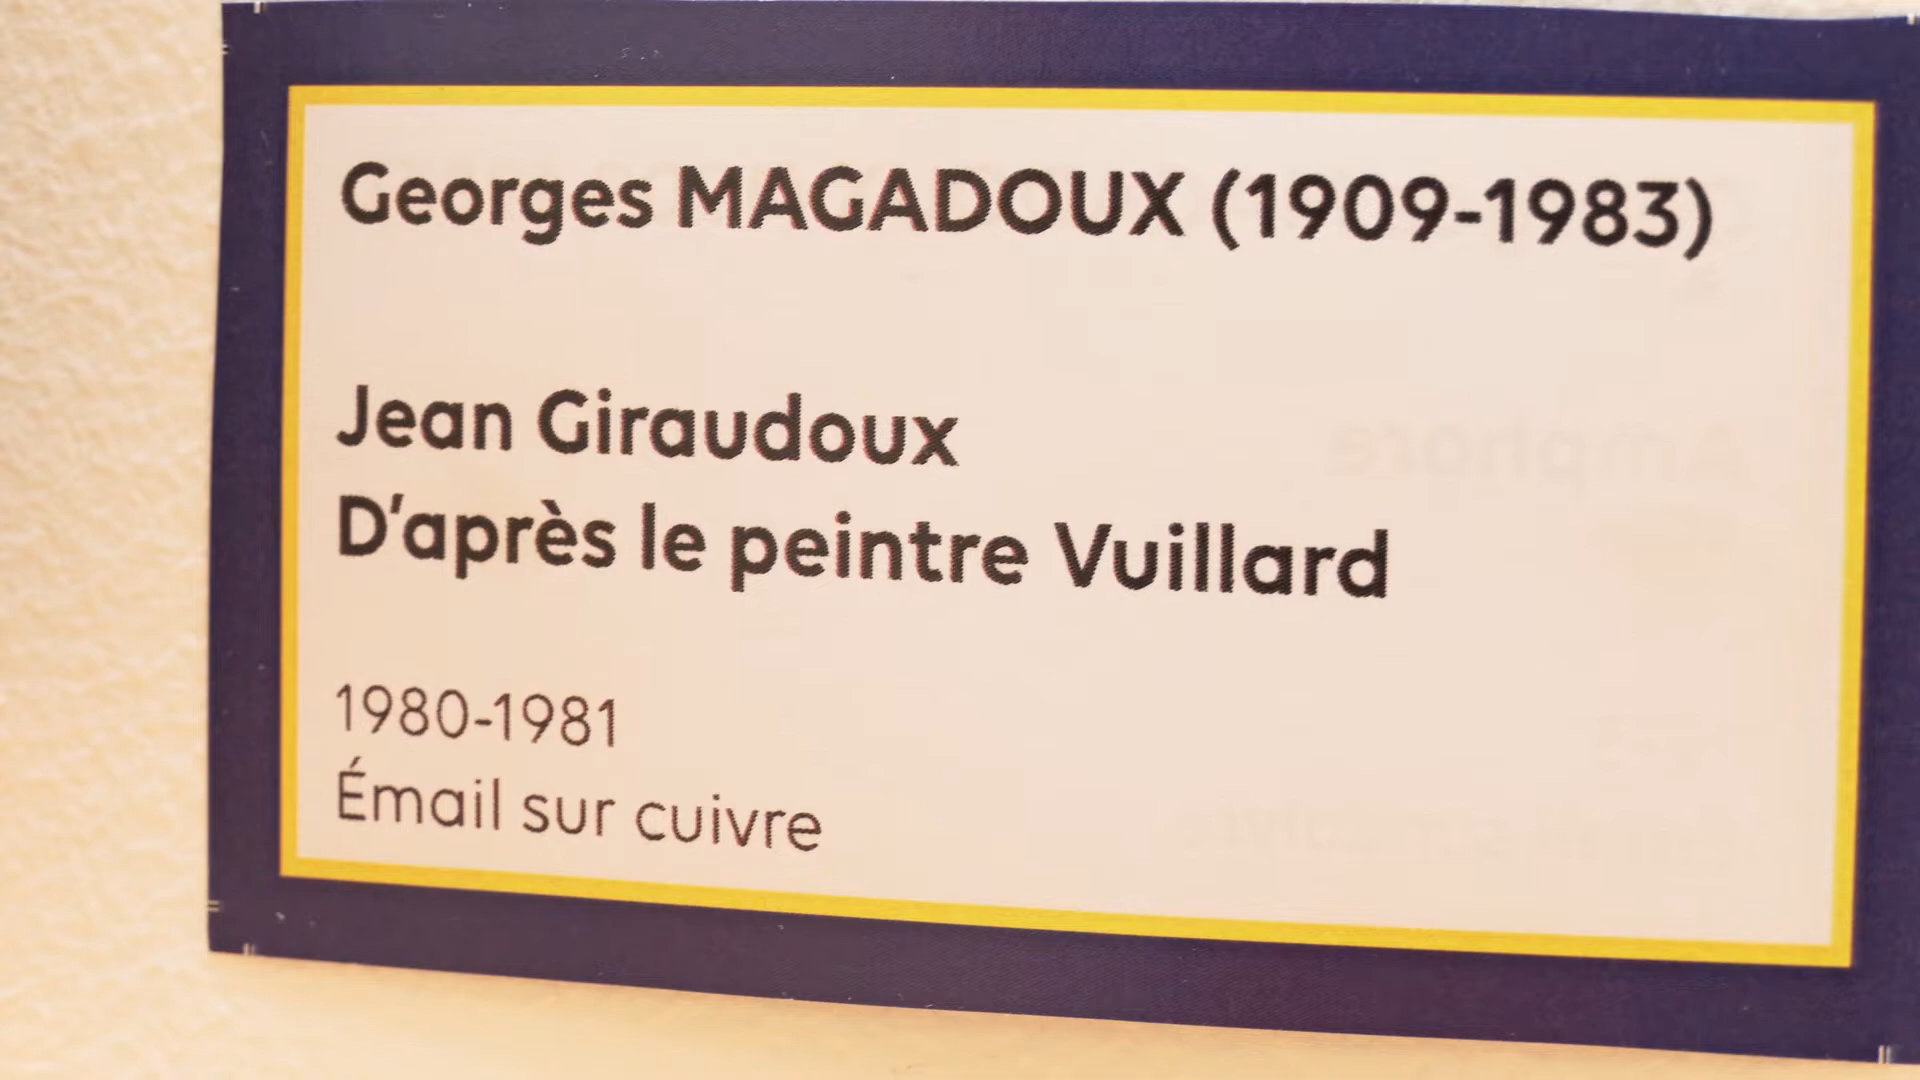 Georges MAGADOUX (1909-1983)
Jean Giraudoux
D'après le peintre Vuillard
1980-1981
Émail sur cuivre